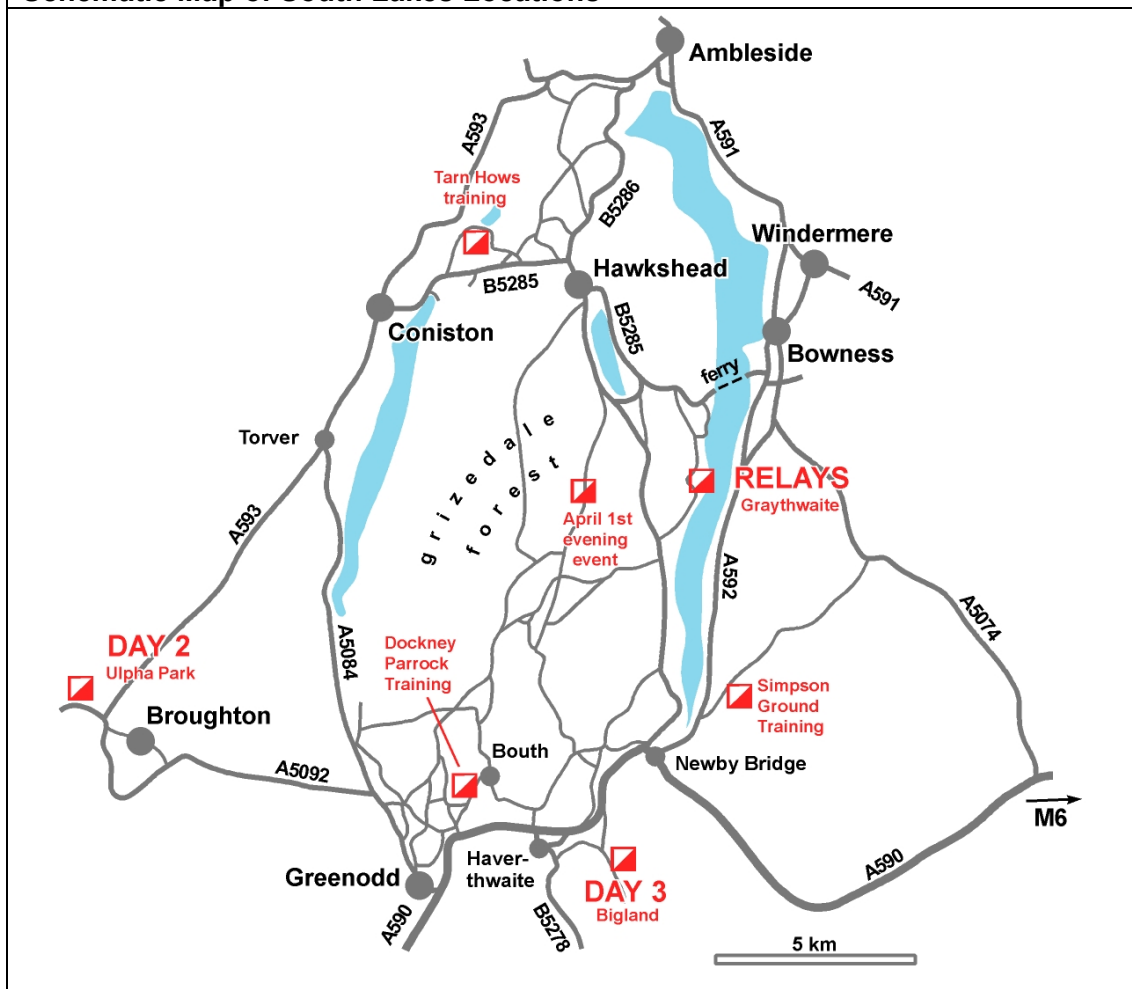 Ambleside
A593
A591
Tarn Hows
training
B5286
Windermere
Hawkshead
B5285
A591
Coniston
B5285
Bowness
ferry
Torver
grizedale
forest
RELAYS
Graythwaite
April 1st
evening
event
A593
A592
A5074
DAY 2
Ulpha Park
A5084
Dockney
Parrock
Training
Simpson
Ground
Training
Broughton
Bouth
Newby Bridge
A5092
M6
Haver-
thwaite
Greenodd
DAY 3
Bigland
A590
A590
B5278
5 km